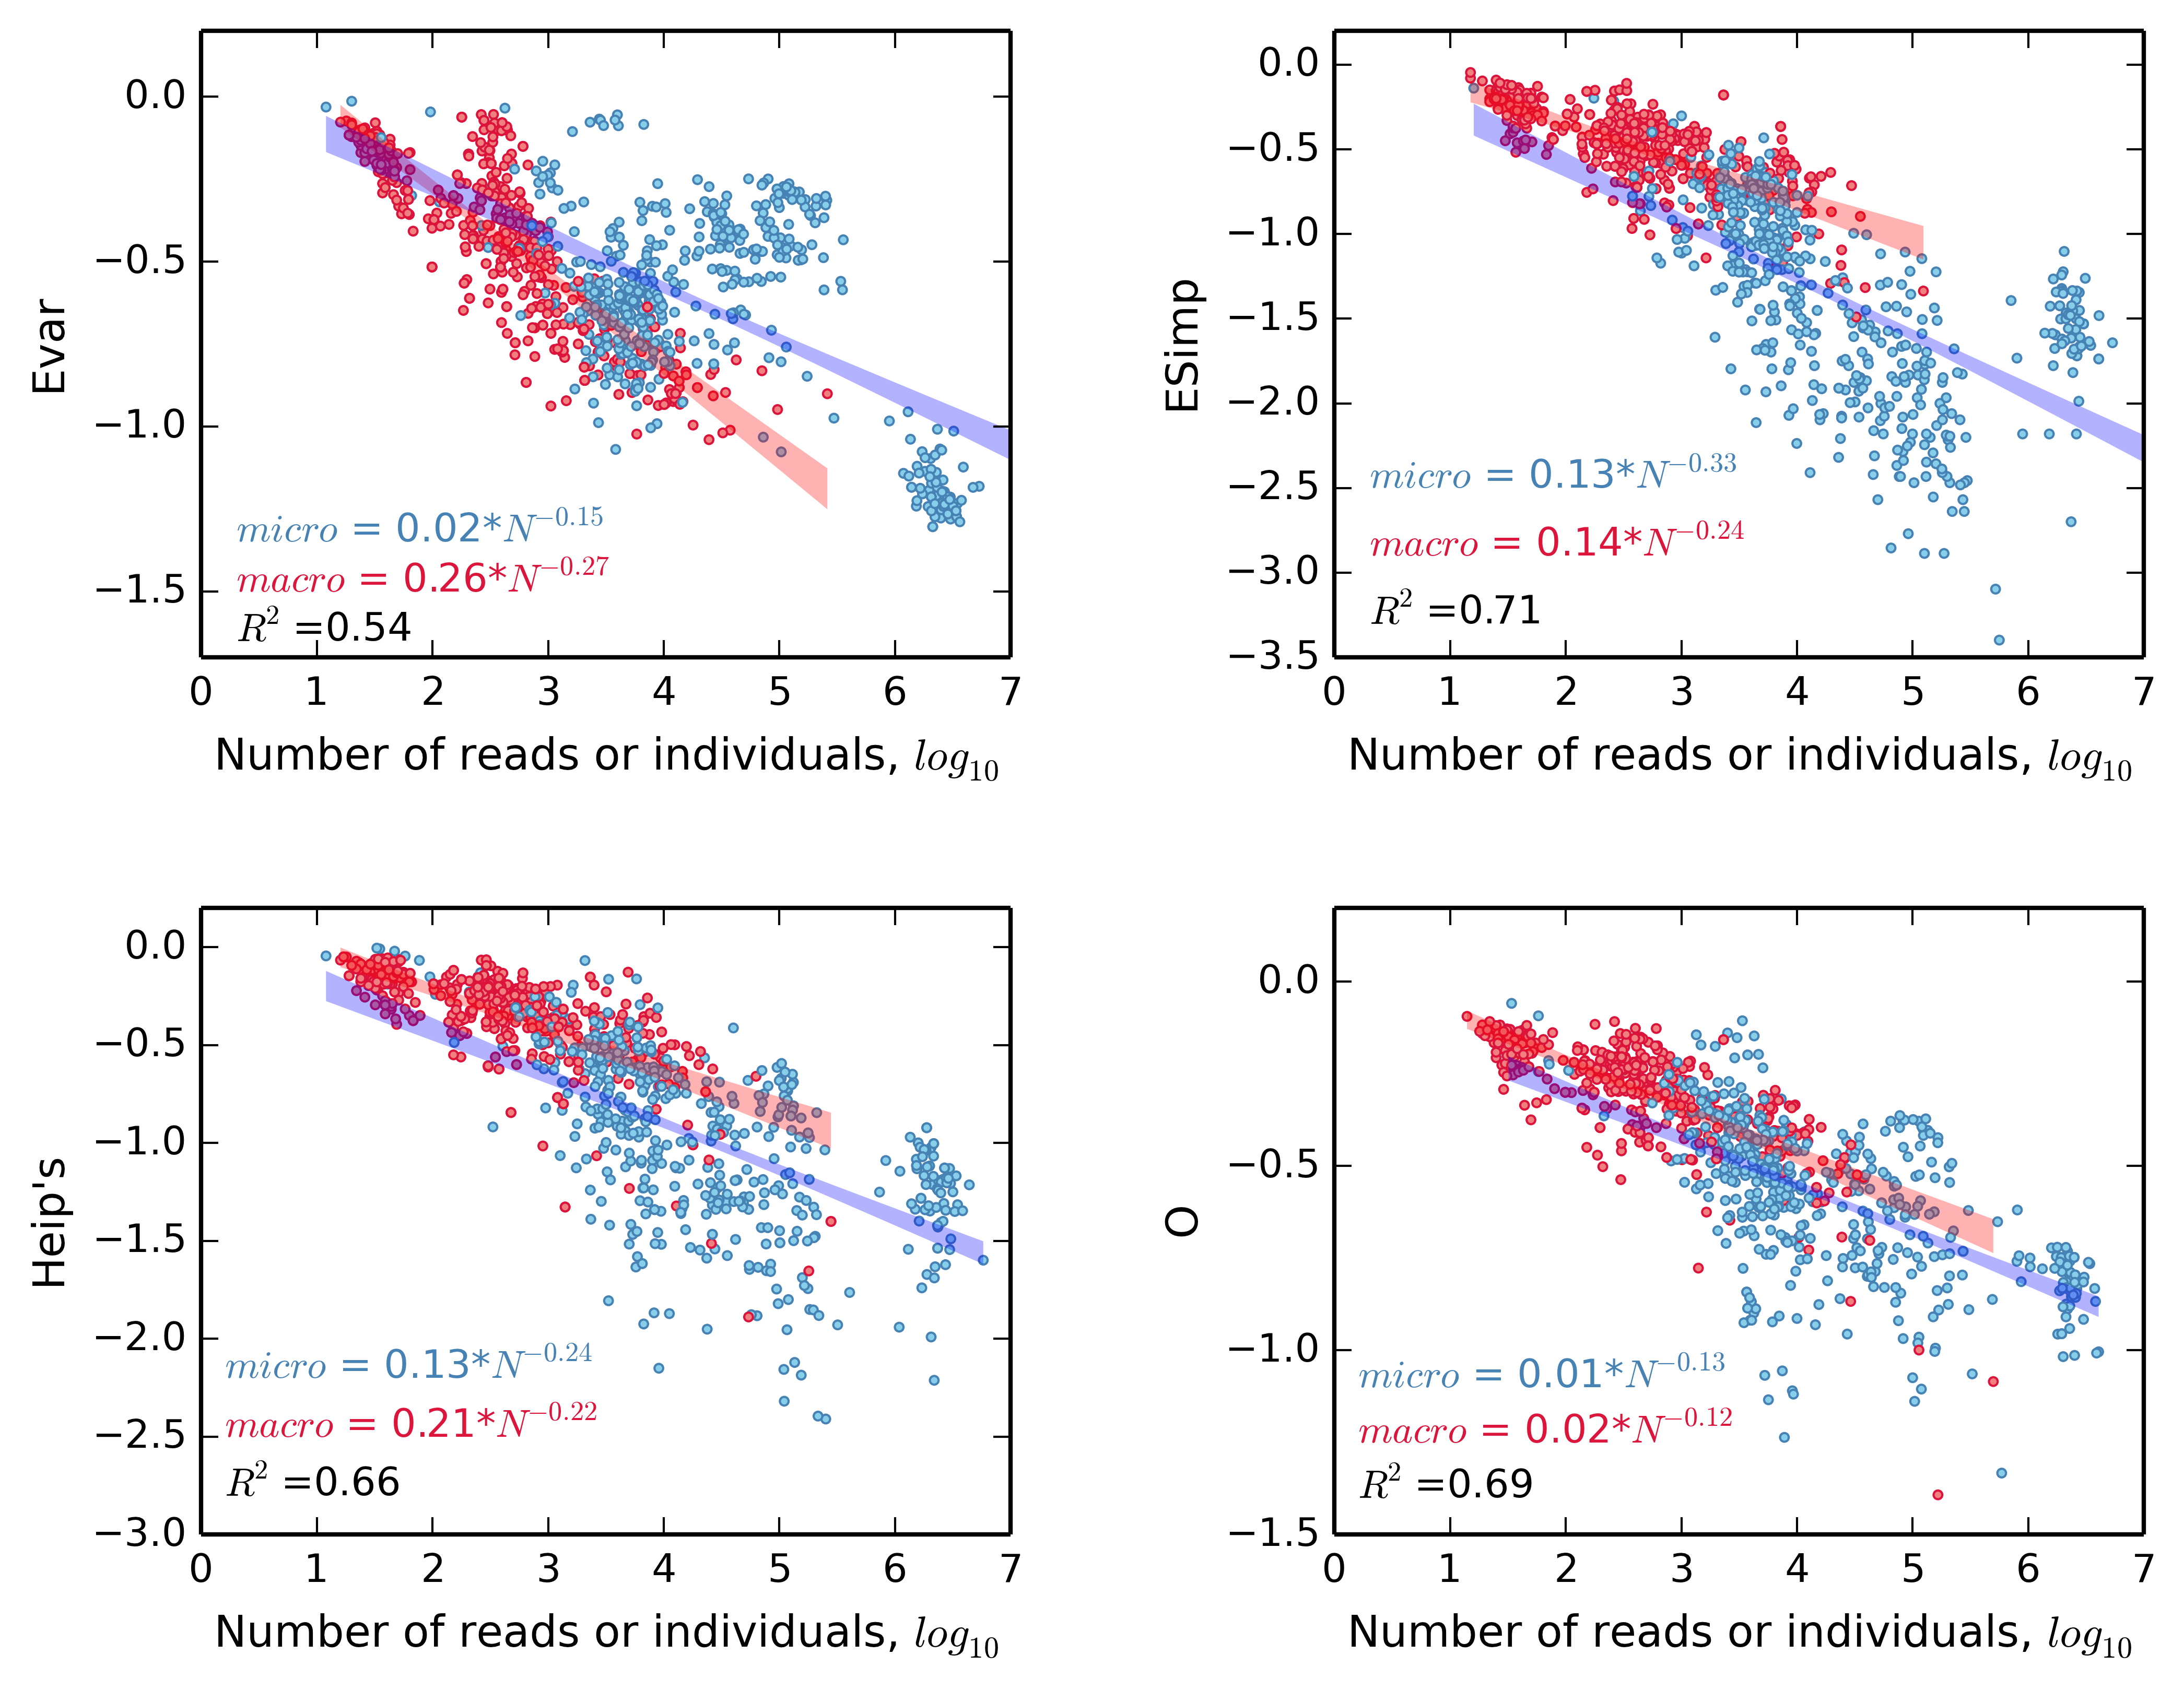 0.0
−0.5
−1.0
−1.5
Evar
micro = 0.02*N^−0.15
macro = 0.26*N^−0.27
R^2 =0.54
0 1 2 3 4 5 6 7
Number of reads or individuals, log_10
0.0
−0.5
−1.0
−1.5
−2.0
−2.5
−3.0
−3.5
ESimp
micro = 0.13*N^−0.33
macro = 0.14*N^−0.24
R^2 =0.71
0 1 2 3 4 5 6 7
Number of reads or individuals, log_10
0.0
−0.5
−1.0
−1.5
−2.0
−2.5
−3.0
Heip's
micro = 0.13*N^−0.24
macro = 0.21*N^−0.22
R^2 =0.66
0 1 2 3 4 5 6 7
Number of reads or individuals, log_10
0.0
−0.5
−1.0
−1.5
O
micro = 0.01*N^−0.13
macro = 0.02*N^−0.12
R^2 =0.69
0 1 2 3 4 5 6 7
Number of reads or individuals, log_10